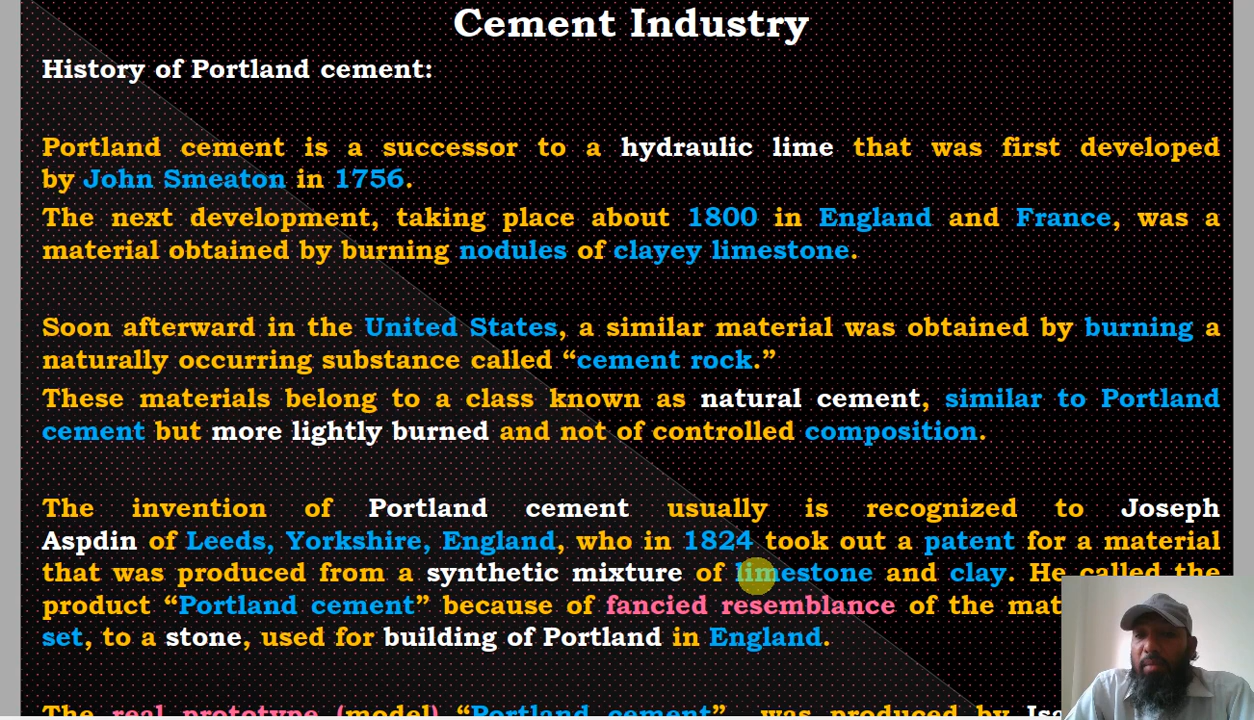 Cement Industry
History of Portland cement:
Portland cement is a successor to a hydraulic lime that was first developed
by John Smeaton in 1756.
The next development, taking place about 1800 in England and France, was a
material obtained by burning nodules of clayey limestone.
Soon afterward in the United States, a similar material was obtained by burning a
naturally occurring substance called “cement rock.”
These materials belong to a class known as natural cement, similar to Portland
cement but more lightly burned and not of controlled composition.
The invention of Portland cement usually is recognized to Joseph
Aspdin of Leeds, Yorkshire, England, who in 1824 took out a patent for a material
that was produced from a synthetic mixture of limestone and clay. He called the
product “Portland cement” because of fancied resemblance of the
set, to a stone, used for building of Portland in England.
The real prototype (model) “Portland cement”, was produced by